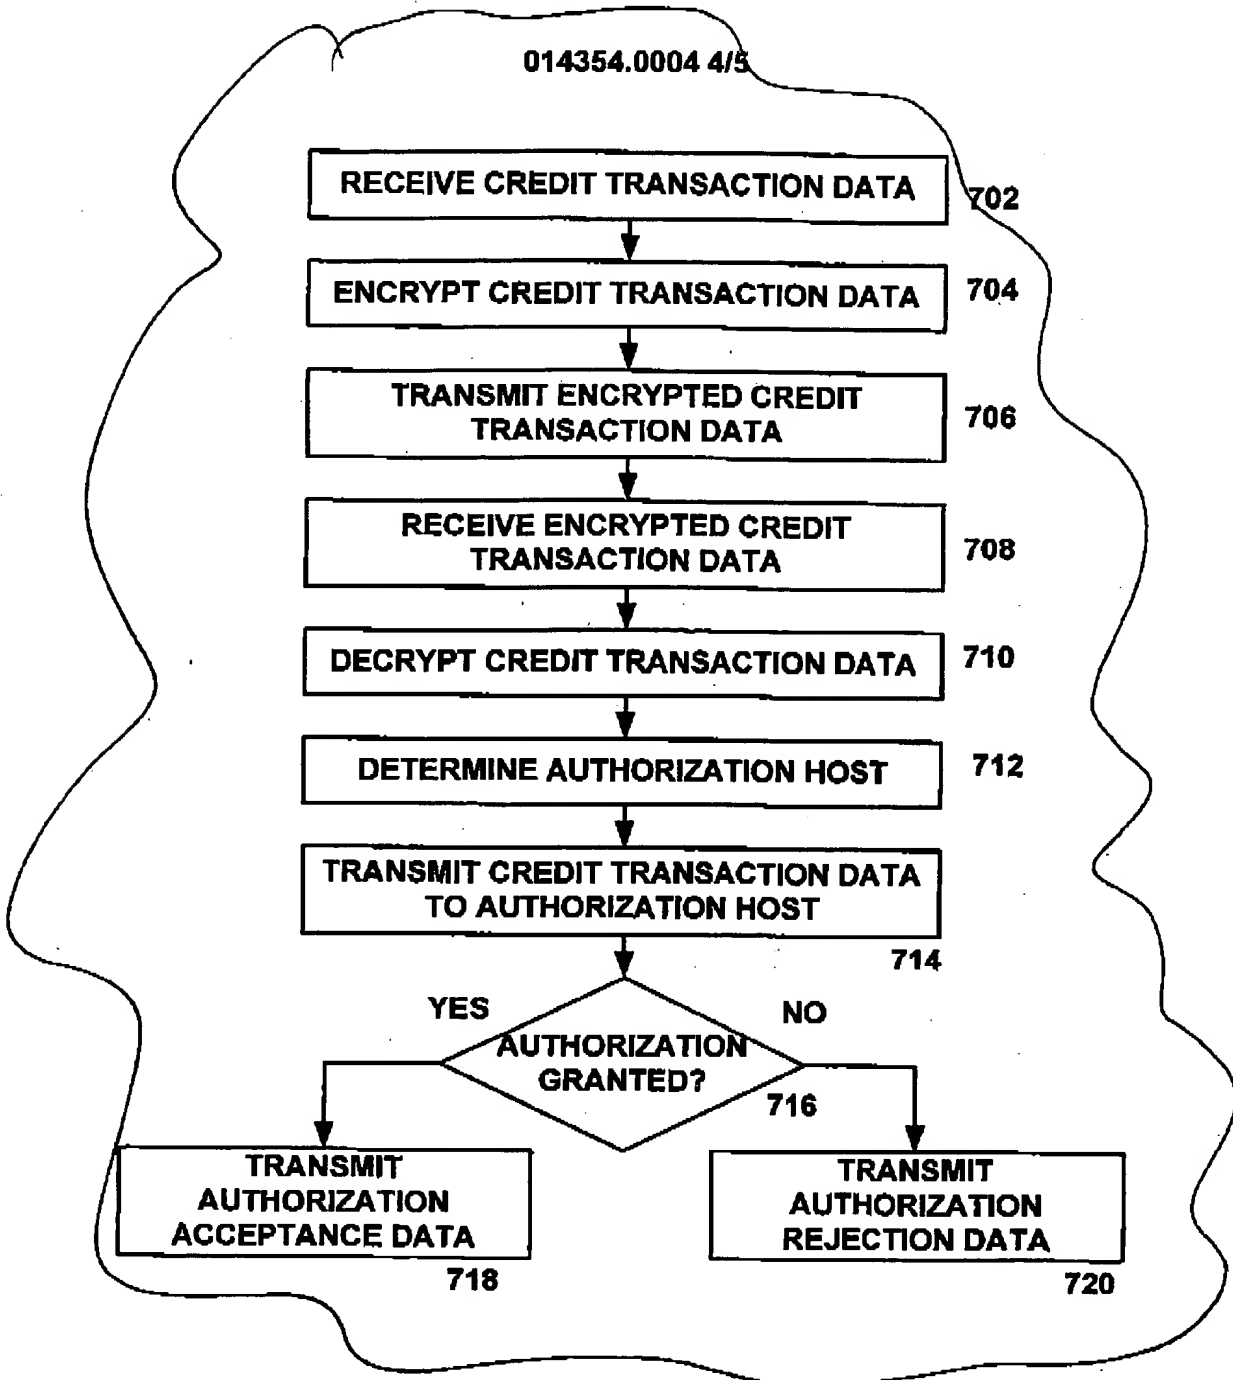 014354.0004 4/5
RECEIVE CREDIT TRANSACTION DATA
702
ENCRYPT CREDIT TRANSACTION DATA
704
TRANSMIT ENCRYPTED CREDIT
TRANSACTION DATA
706
RECEIVE ENCRYPTED CREDIT
TRANSACTION DATA
708
DECRYPT CREDIT TRANSACTION DATA
710
DETERMINE AUTHORIZATION HOST
712
TRANSMIT CREDIT TRANSACTION DATA
TO AUTHORIZATION HOST
714
YES
NO
AUTHORIZATION
GRANTED?
716
TRANSMIT
AUTHORIZATION
ACCEPTANCE DATA
718
TRANSMIT
AUTHORIZATION
REJECTION DATA
720